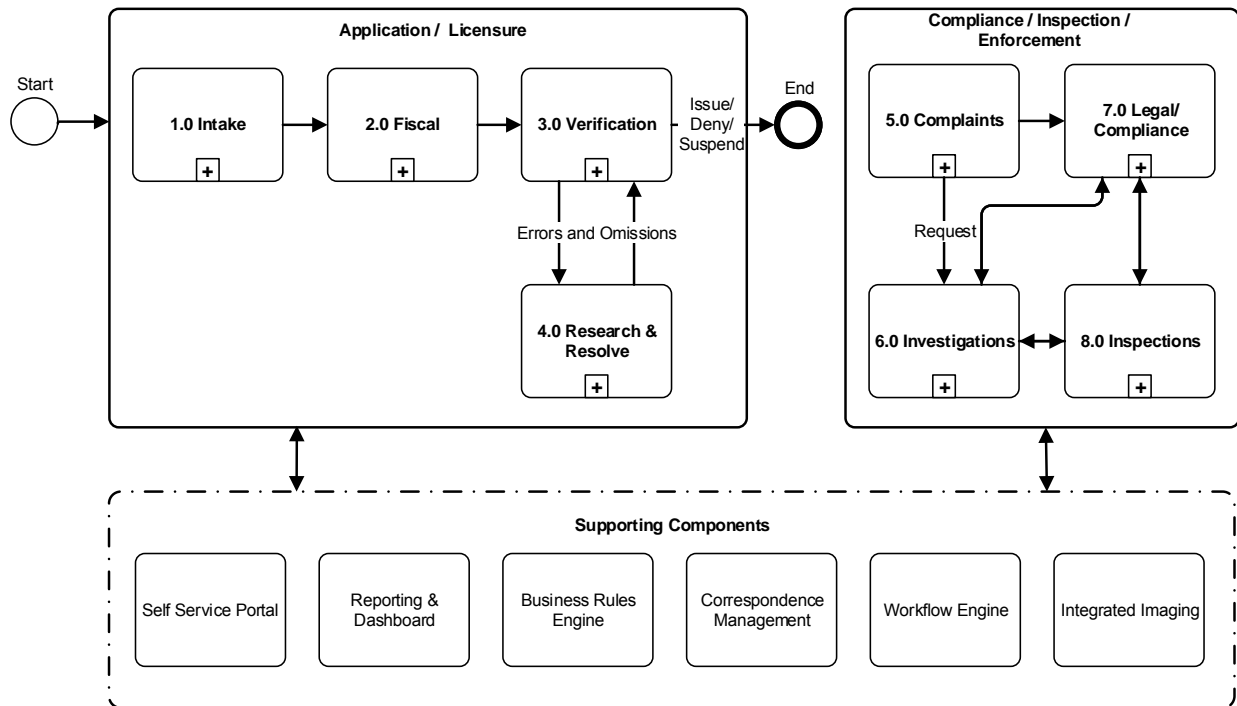 Application / Licensure
Compliance / Inspection /
Enforcement
Start
1.0 Intake
+
2.0 Fiscal
+
3.0 Verification
+
Issue/
Deny/
Suspend
End
Errors and Omissions
4.0 Research &
Resolve
+
5.0 Complaints
+
7.0 Legal/
Compliance
+
Request
6.0 Investigations
+
8.0 Inspections
+
Supporting Components
Self Service Portal
Reporting &
Dashboard
Business Rules
Engine
Correspondence
Management
Workflow Engine
Integrated Imaging